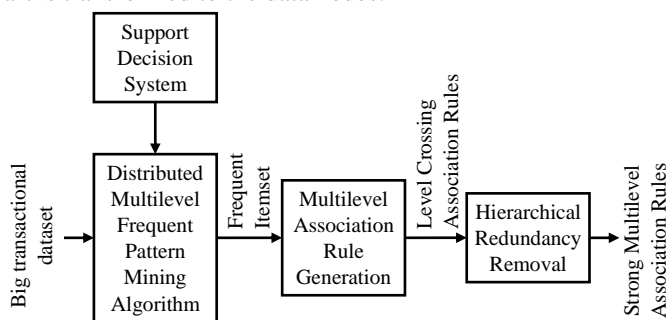 Support
Decision
System
Big transactional
dataset
Distributed
Multilevel
Frequent
Pattern
Mining
Algorithm
Frequent
Itemset
Multilevel
Association
Rule
Generation
Level Crossing
Association Rules
Hierarchical
Redundancy
Removal
Strong Multilevel
Association Rules